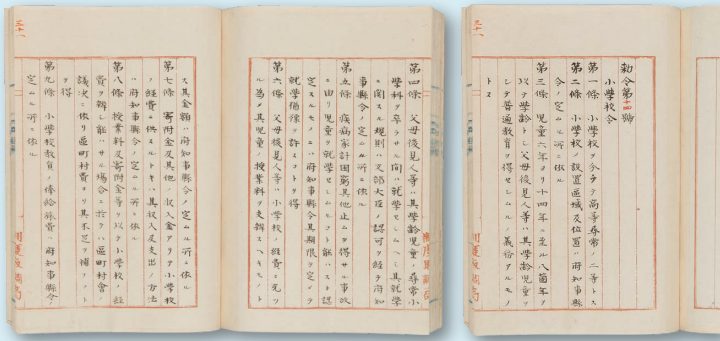 勅令第十四號
小學校令
第一條 小學校ヲ分チテ高等尋常ノ二等トス
第二條 小學校ノ設置區域及位置ハ府知事縣
令ノ定ムル所ニ依ル
第三條 兒童六年ヨリ十四年ニ至ル八箇年ヲ
以テ學齡トシ父母後見人等ハ其學齡兒童ヲ
シテ普通教育ヲ得セシムルノ義務アルモノ
トス
第四條 父母後見人等ハ其學齡兒童ノ尋常小
學科ヲ卒ラサル間ハ就學セシムヘシ其就學
ニ關スル規則ハ文部大臣ノ認可ヲ經テ府知
事縣令ノ定ムル所ニ依ル
第五條 疾病家計困窮其他止ムヲ得サル事故
ニ由リ兒童ヲ就學セシムルコト能ハスト認
定スルモノニハ府知事縣令其期限ヲ定メテ
就學猶豫ヲ許スコトヲ得
第六條 父母後見人等ハ小學校ノ經費ニ充ツ
ル爲メ其兒童ノ授業料ヲ支辨スヘキモノト
ス其金額ハ府知事縣令ノ定ムル所ニ依ル
第七條 寄附金及其他ノ收入金アリテ小學校
ノ經費ニ供スルトキハ其收入及支出ノ方法
ハ府知事縣令ノ定ムル所ニ依ル
第八條 授業料及寄附金等ヲ以テ小學校ノ經
費ヲ辨シ能ハサル場合ニ於テハ區町村會ノ
議決ニ依リ區町村費ヨリ其不足ヲ補フコト
ヲ得
第九條 小學校教員ノ俸給旅費ハ府知事縣令ノ
定ムル所ニ依ル